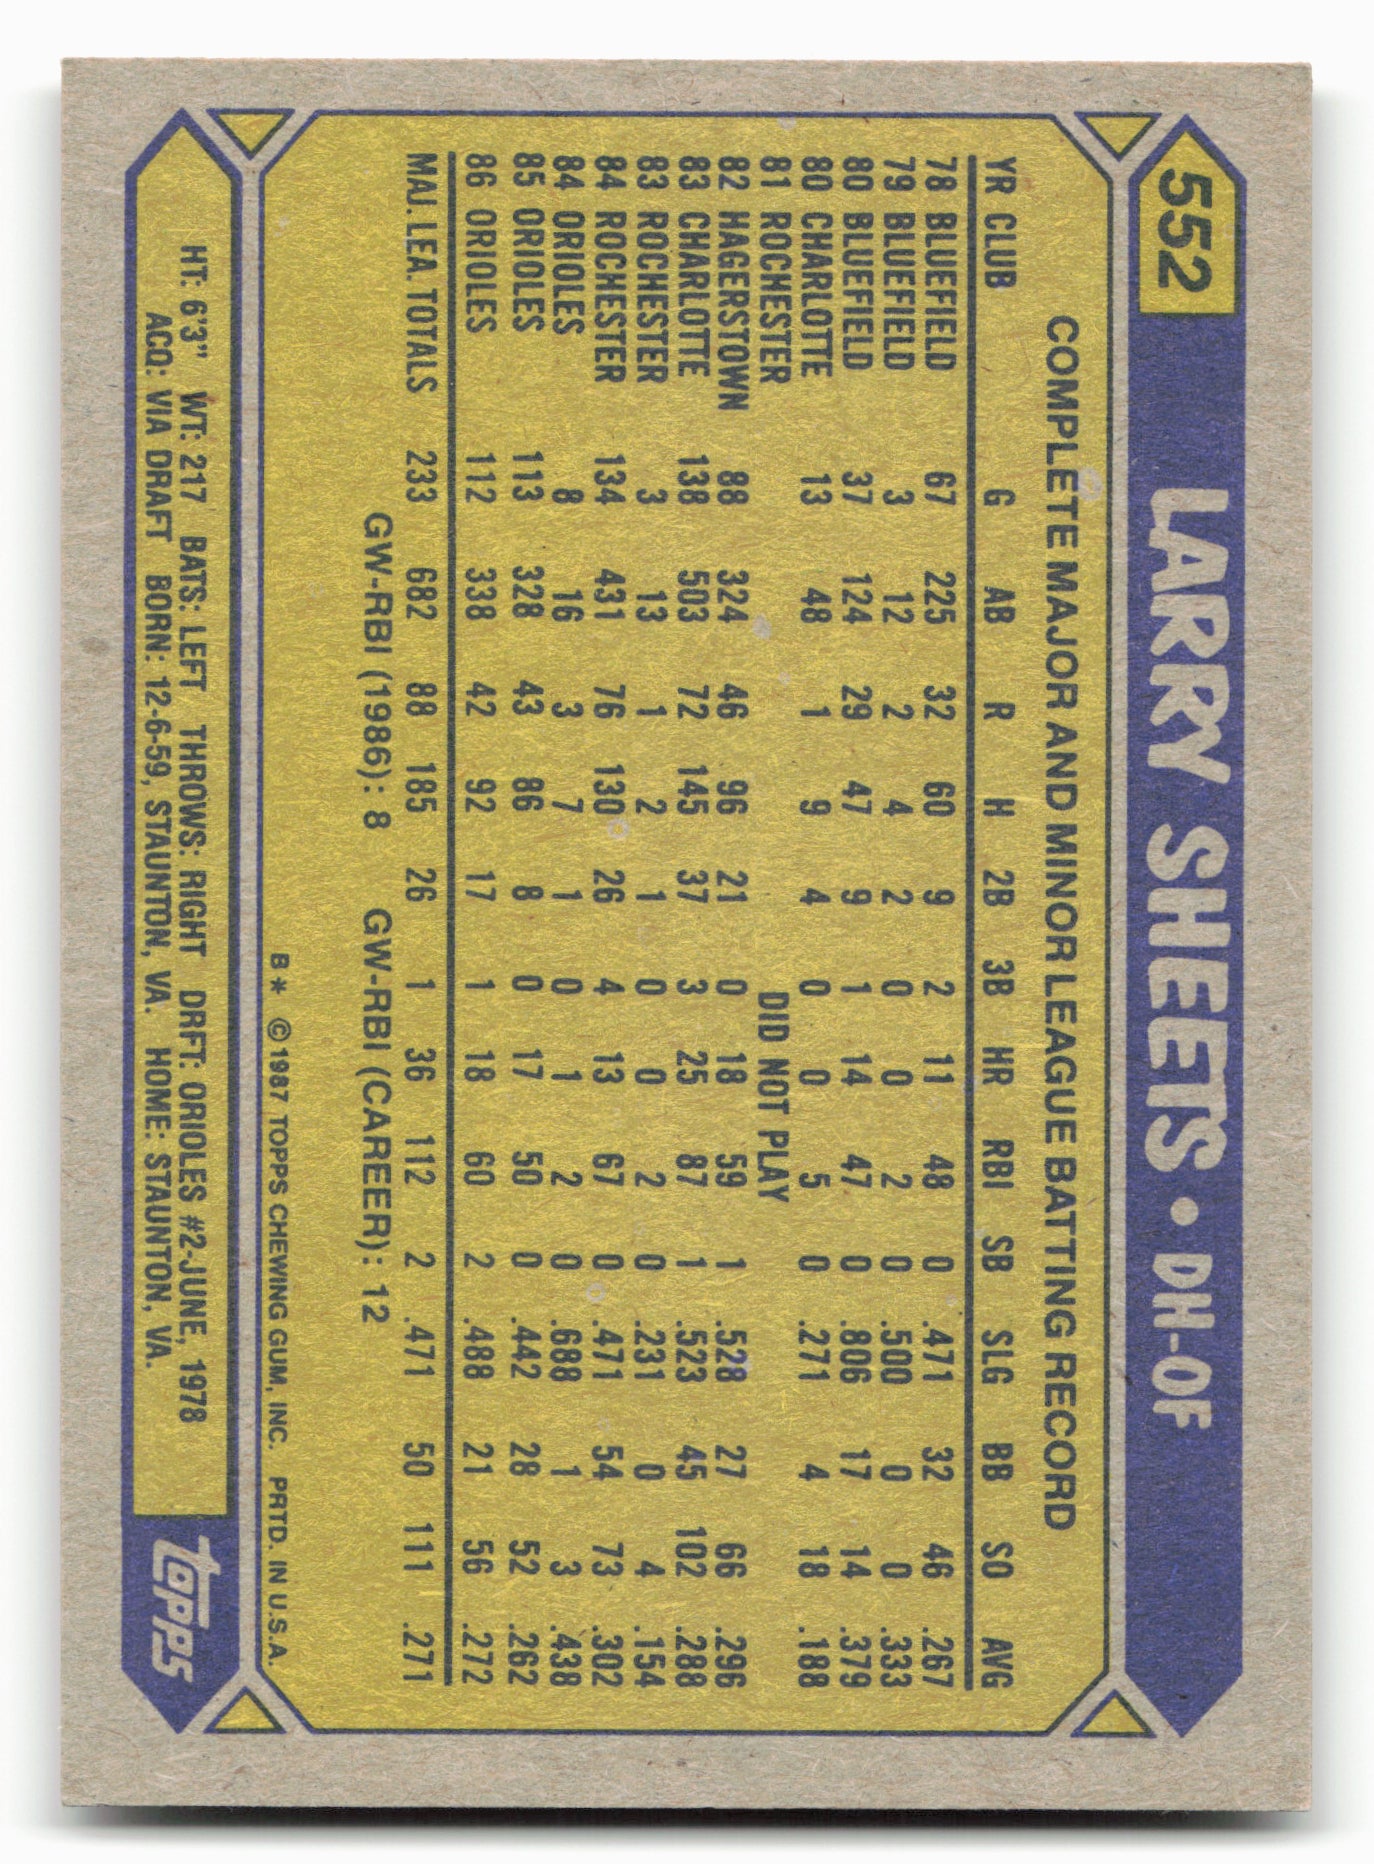 552 LARRY SHEETS • DH-OF
COMPLETE MAJOR AND MINOR LEAGUE BATTING RECORD
YR CLUB G AB R H 2B 3B HR RBI SB SLG BB SO AVG
78 BLUEFIELD 67 225 32 60 9 2 11 48 0 .471 32 46 .267
79 BLUEFIELD 3 12 2 4 2 0 0 2 0 .500 0 0 .333
80 BLUEFIELD 37 124 29 47 9 1 14 47 0 .806 17 14 .379
80 CHARLOTTE 13 48 1 9 4 0 0 5 0 .271 4 18 .188
81 ROCHESTER DID NOT PLAY
82 HAGERSTOWN 88 324 46 96 21 0 18 59 1 .528 27 66 .296
83 CHARLOTTE 138 503 72 145 37 3 25 87 1 .523 45 102 .288
83 ROCHESTER 3 13 1 2 1 0 0 2 0 .231 0 4 .154
84 ROCHESTER 134 431 76 130 26 4 13 67 0 .471 54 73 .302
84 ORIOLES 8 16 3 7 1 0 1 2 0 .688 1 3 .438
85 ORIOLES 113 328 43 86 8 0 17 50 0 .442 28 52 .262
86 ORIOLES 112 338 42 92 17 1 18 60 2 .488 21 56 .272
MAJ. LEA. TOTALS 233 682 88 185 26 1 36 112 2 .471 50 111 .271
GW-RBI (1986): 8 GW-RBI (CAREER): 12
B* ©1987 TOPPS CHEWING GUM, INC. PRTD. IN U.S.A.
HT: 6'3" WT: 217 BATS: LEFT THROWS: RIGHT DRFT: ORIOLES #2-JUNE, 1978
ACQ: VIA DRAFT BORN: 12-6-59, STAUNTON, VA. HOME: STAUNTON, VA.
topps